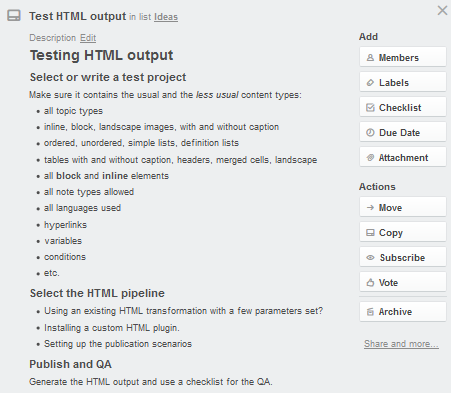 Test HTML output in list Ideas
Description Edit
Testing HTML output
Select or write a test project
Make sure it contains the usual and the less usual content types:
• all topic types
• inline, block, landscape images, with and without caption
• ordered, unordered, simple lists, definition lists
• tables with and without caption, headers, merged cells, landscape
• all block and inline elements
• all note types allowed
• all languages used
• hyperlinks
• variables
• conditions
• etc.
Select the HTML pipeline
• Using an existing HTML transformation with a few parameters set?
• Installing a custom HTML plugin.
• Setting up the publication scenarios
Publish and QA
Generate the HTML output and use a checklist for the QA.
Add
Members
Labels
Checklist
Due Date
Attachment
Actions
Move
Copy
Subscribe
Vote
Archive
Share and more...